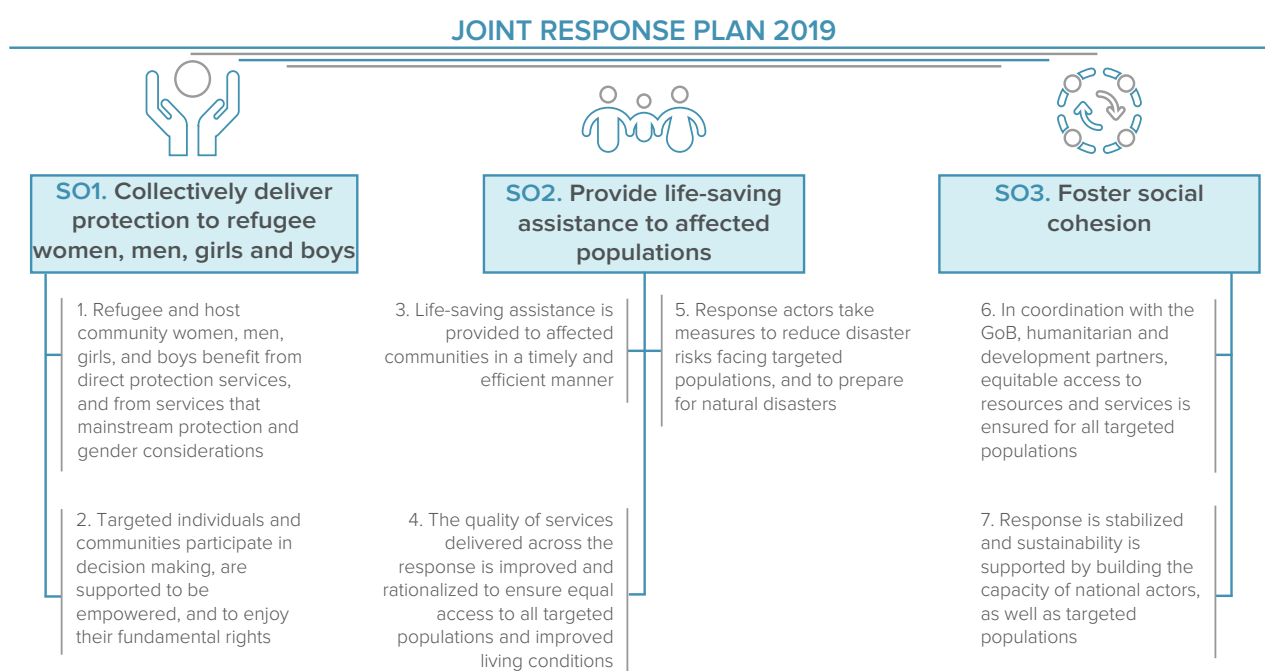 JOINT RESPONSE PLAN 2019
SO1. Collectively deliver
protection to refugee
women, men, girls and boys
1. Refugee and host
community women, men,
girls, and boys benefit from
direct protection services,
and from services that
mainstream protection and
gender considerations
2. Targeted individuals and
communities participate in
decision making, are
supported to be
empowered, and to enjoy
their fundamental rights
SO2. Provide life-saving
assistance to affected
populations
3. Life-saving assistance is
provided to affected
communities in a timely and
efficient manner
4. The quality of services
delivered across the
response is improved and
rationalized to ensure equal
access to all targeted
populations and improved
living conditions
5. Response actors take
measures to reduce disaster
risks facing targeted
populations, and to prepare
for natural disasters
SO3. Foster social
cohesion
6. In coordination with the
GoB, humanitarian and
development partners,
equitable access to
resources and services is
ensured for all targeted
populations
7. Response is stabilized
and sustainability is
supported by building the
capacity of national actors,
as well as targeted
populations